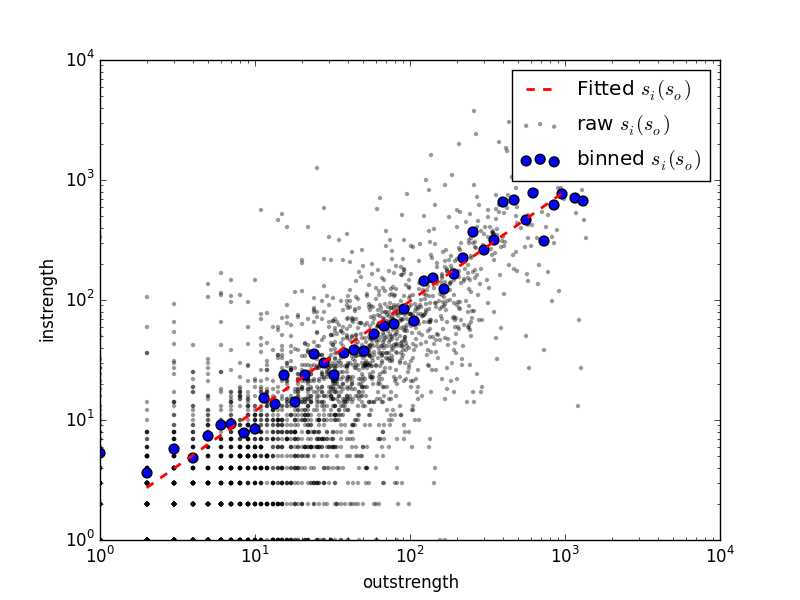 10^4
10^3
10^2
10^1
10^0
instrength
10^0 10^1 10^2 10^3 10^4
outstrength
Fitted s_i(s_o)
raw s_i(s_o)
binned s_i(s_o)